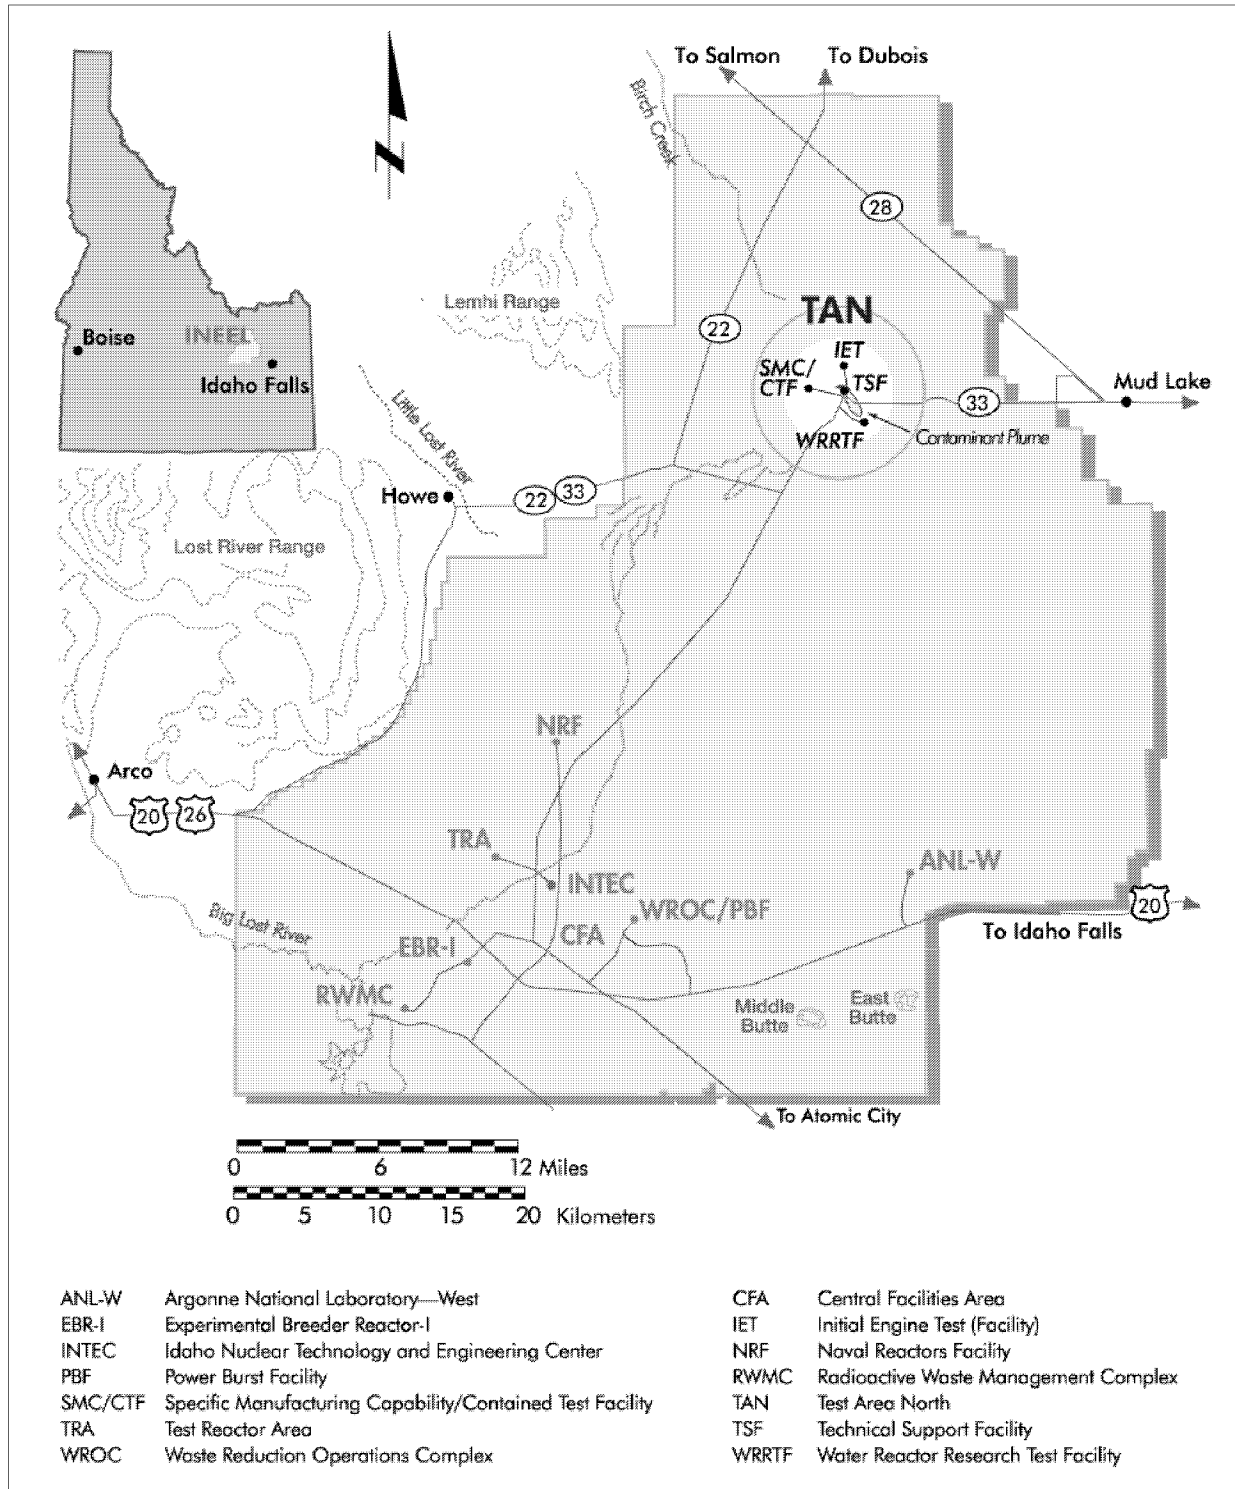 To Salmon
To Dubois
Birch Creek
28
Lemhi Range
TAN
22
IET
Boise
INEEL
SMC/
CTF
TSF
Idaho Falls
Mud Lake
33
Little Lost River
WRRTF
Contaminant Plume
Howe
22
33
Lost River Range
NRF
Arco
20
26
TRA
ANL-W
INTEC
WROC/PBF
20
Big Lost River
CFA
To Idaho Falls
EBR-I
RWMC
Middle
Butte
East
Butte
To Atomic City
0 6 12 Miles
0 5 10 15 20 Kilometers
ANL-W Argonne National Laboratory—West
EBR-I Experimental Breeder Reactor-I
INTEC Idaho Nuclear Technology and Engineering Center
PBF Power Burst Facility
SMC/CTF Specific Manufacturing Capability/Contained Test Facility
TRA Test Reactor Area
WROC Waste Reduction Operations Complex
CFA Central Facilities Area
IET Initial Engine Test (Facility)
NRF Naval Reactors Facility
RWMC Radioactive Waste Management Complex
TAN Test Area North
TSF Technical Support Facility
WRRTF Water Reactor Research Test Facility
N